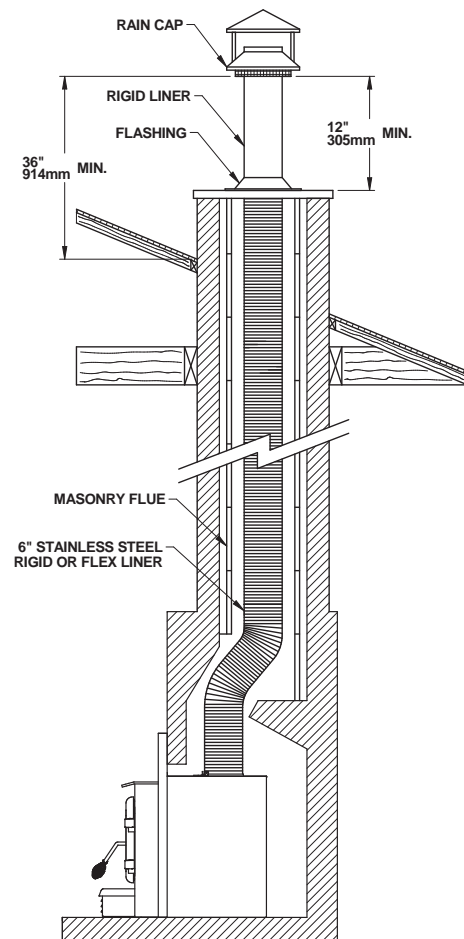 RAIN CAP
RIGID LINER
FLASHING
36"
914mm MIN.
12"
305mm MIN.
MASONRY FLUE
6" STAINLESS STEEL
RIGID OR FLEX LINER